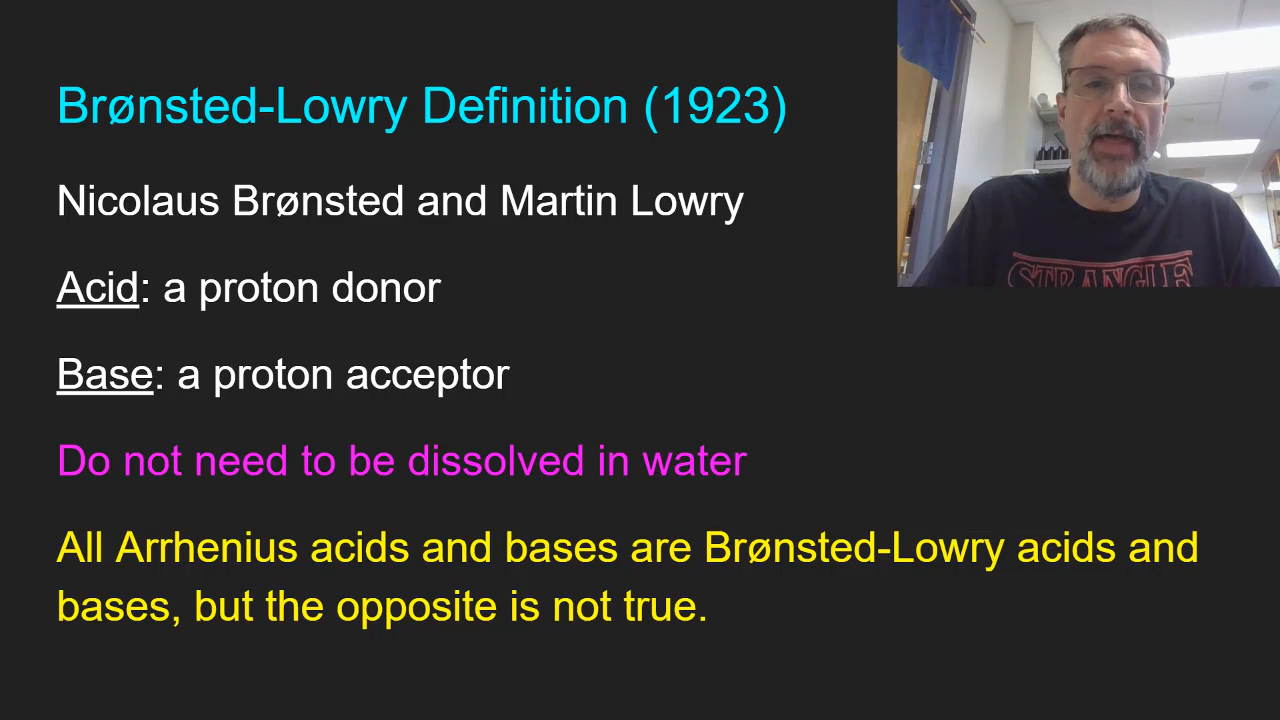 Brønsted-Lowry Definition (1923)
Nicolaus Brønsted and Martin Lowry
Acid: a proton donor
Base: a proton acceptor
Do not need to be dissolved in water
All Arrhenius acids and bases are Brønsted-Lowry acids and
bases, but the opposite is not true.
STRANGE